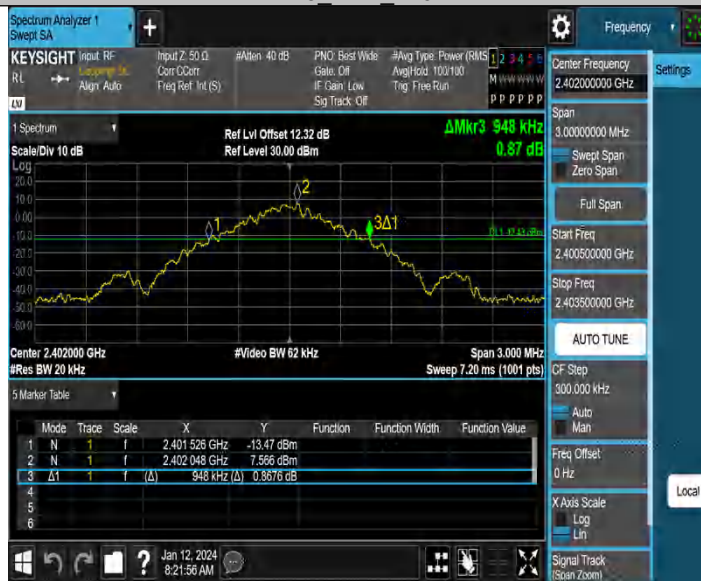 Spectrum Analyzer 1
Swept SA
Frequency
KEYSIGHT Input: RF Input Z: 50 Ω #Atten: 40 dB PNO: Best Wide #Avg Type: Power (RMS 1 2 3 4 5 6
RL Corr CCorr Gate: Off Avg|Hold: 100/100 M W W W W W
Align: Auto Freq Ref: Int (S) IF Gain: Low Trig: Free Run
Sig Track: Off P P P P P P
LXI
Center Frequency
2.402000000 GHz
Settings
Span
3.00000000 MHz
Swept Span
Zero Span
Full Span
Start Freq
2.400500000 GHz
Stop Freq
2.403500000 GHz
AUTO TUNE
CF Step
300.000 kHz
Auto
Man
Freq Offset
0 Hz
X Axis Scale
Log
Lin
Signal Track
(Span Zoom)
Local
1 Spectrum
Scale/Div 10 dB
Ref Lvl Offset 12.32 dB
Ref Level 30.00 dBm
ΔMkr3 948 kHz
0.87 dB
Log
20.0
10.0
0.00
-10.0
-20.0
-30.0
-40.0
-50.0
-60.0
1
2
3Δ1
Center 2.402000 GHz #Video BW 62 kHz Span 3.000 MHz
#Res BW 20 kHz Sweep 7.20 ms (1001 pts)
5 Marker Table
Mode Trace Scale X Y Function Function Width Function Value
1 N 1 f 2.401 526 GHz -13.47 dBm
2 N 1 f 2.402 048 GHz 7.566 dBm
3 Δ1 1 f (Δ) 948 kHz (Δ) 0.8676 dB
4
5
6
? Jan 12, 2024
8:21:56 AM